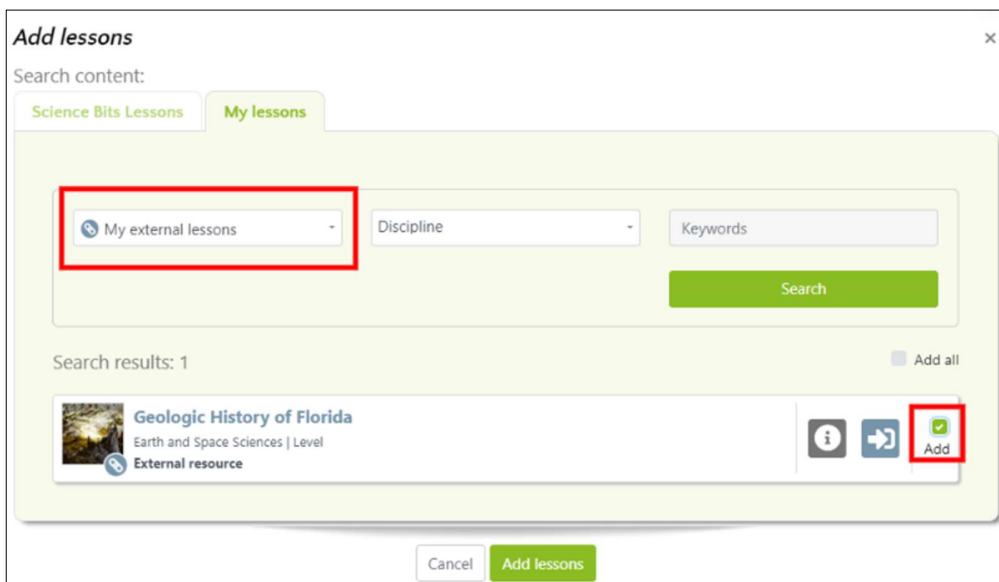 Add lessons
×
Search content:
Science Bits Lessons
My lessons
My external lessons
Discipline
Keywords
Search
Search results: 1
Add all
Geologic History of Florida
Earth and Space Sciences | Level
External resource
Add
Cancel
Add lessons